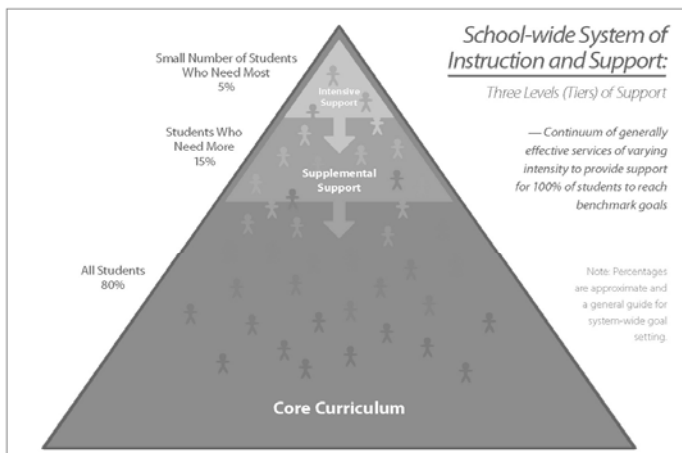 School-wide System of
Instruction and Support:
Three Levels (Tiers) of Support
— Continuum of generally
effective services of varying
intensity to provide support
for 100% of students to reach
benchmark goals
Note: Percentages
are approximate and
a general guide for
system-wide goal
setting.
Small Number of Students
Who Need Most
5%
Intensive
Support
Students Who
Need More
15%
Supplemental
Support
All Students
80%
Core Curriculum